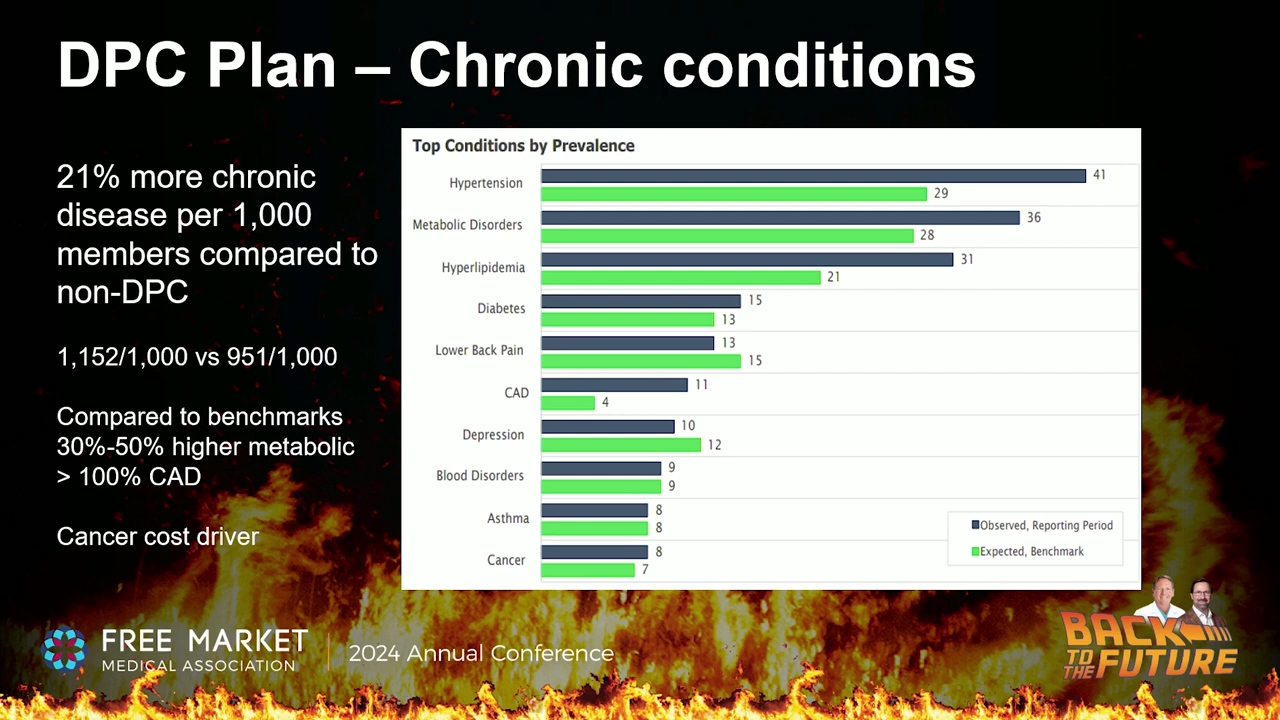 DPC Plan – Chronic conditions
21% more chronic
disease per 1,000
members compared to
non-DPC
1,152/1,000 vs 951/1,000
Compared to benchmarks
30%-50% higher metabolic
> 100% CAD
Cancer cost driver
Top Conditions by Prevalence
Hypertension 41 29
Metabolic Disorders 36 28
Hyperlipidemia 31 21
Diabetes 15 13
Lower Back Pain 13 15
CAD 11 4
Depression 10 12
Blood Disorders 9 9
Asthma 8 8
Cancer 8 7
Observed, Reporting Period
Expected, Benchmark
FREE MARKET
MEDICAL ASSOCIATION
2024 Annual Conference
BACK
TO THE FUTURE